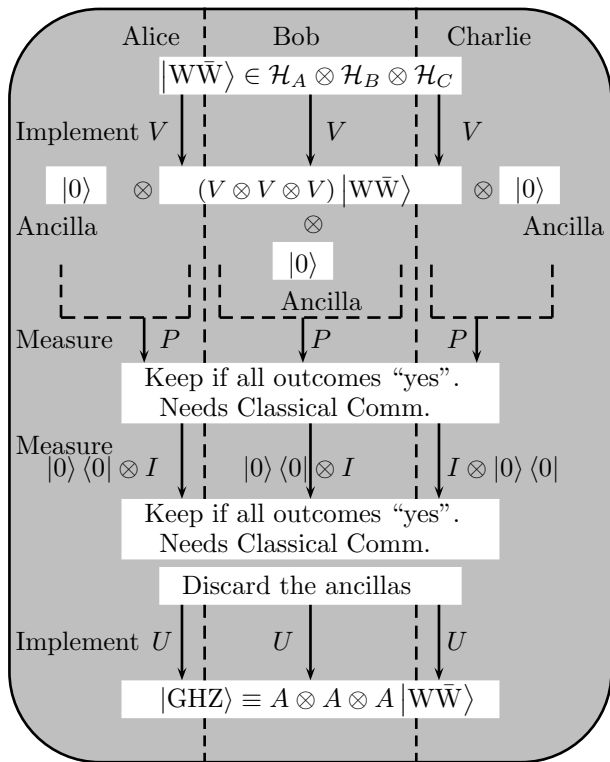 Alice Bob Charlie
|WW̄⟩ ∈ ℋ_A ⊗ ℋ_B ⊗ ℋ_C
Implement V V V
|0⟩ ⊗ (V ⊗ V ⊗ V) |WW̄⟩ ⊗ |0⟩
Ancilla ⊗ Ancilla
|0⟩
Ancilla
Measure P P P
Keep if all outcomes “yes”.
Needs Classical Comm.
Measure
|0⟩ ⟨0| ⊗ I |0⟩ ⟨0| ⊗ I I ⊗ |0⟩ ⟨0|
Keep if all outcomes “yes”.
Needs Classical Comm.
Discard the ancillas
Implement U U U
|GHZ⟩ ≡ A ⊗ A ⊗ A |WW̄⟩